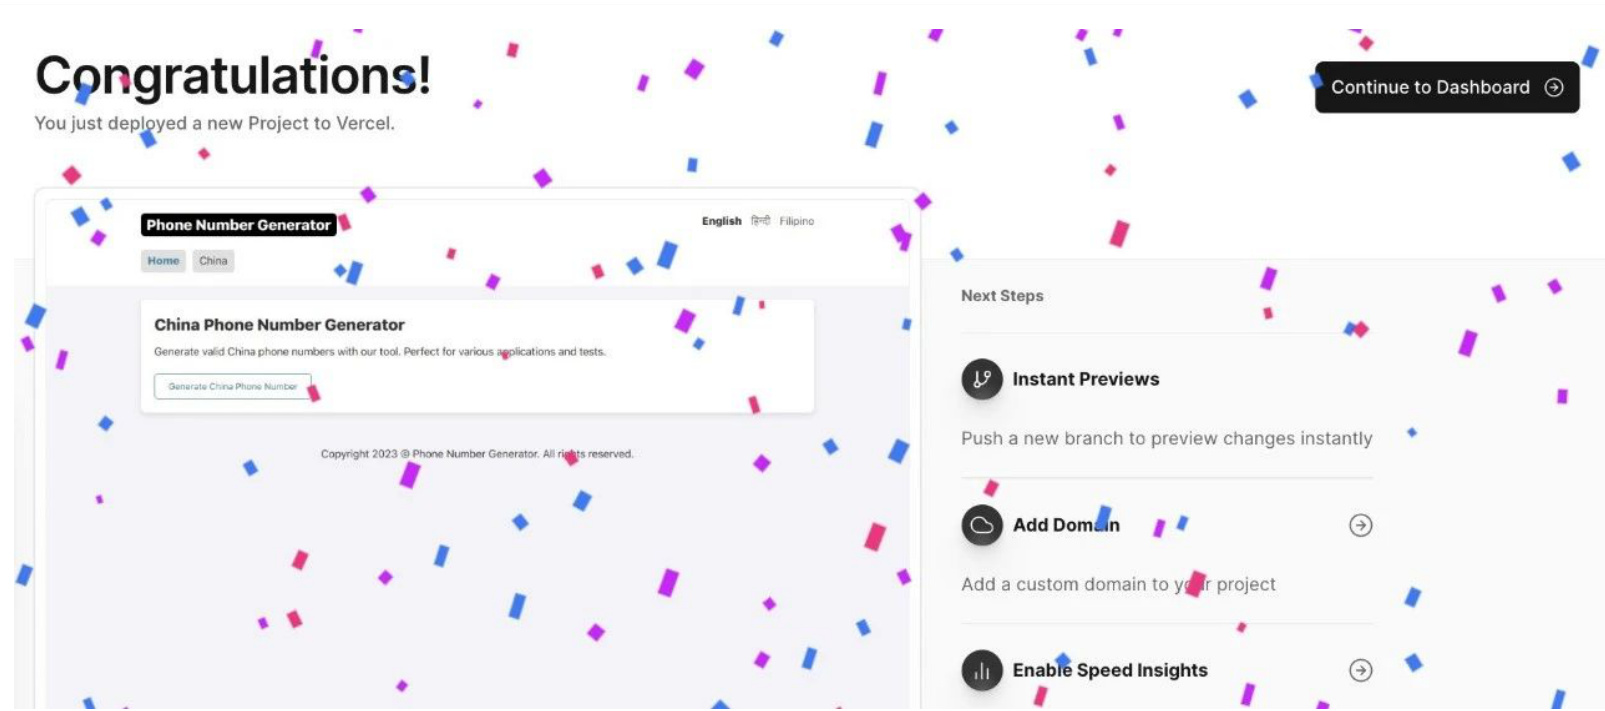 Congratulations!
Continue to Dashboard
You just deployed a new Project to Vercel.
Phone Number Generator
English हिन्दी Filipino
Home China
China Phone Number Generator
Generate valid China phone numbers with our tool. Perfect for various applications and tests.
Generate China Phone Number
Copyright 2023 © Phone Number Generator. All rights reserved.
Next Steps
Instant Previews
Push a new branch to preview changes instantly
Add Domain
Add a custom domain to your project
Enable Speed Insights